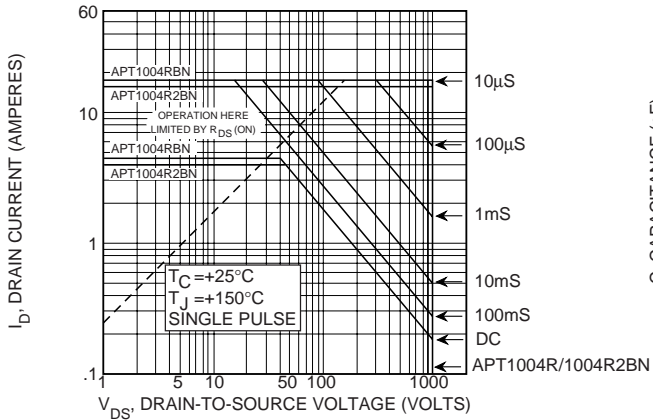 60
APT1004RBN
APT1004R2BN
10µS
10
OPERATION HERE
LIMITED BY RDS (ON)
APT1004RBN
100µS
APT1004R2BN
1mS
1
TC =+25°C
TJ =+150°C
SINGLE PULSE
10mS
100mS
DC
.1
APT1004R/1004R2BN
1 5 10 50 100 1000
VDS, DRAIN-TO-SOURCE VOLTAGE (VOLTS)
ID, DRAIN CURRENT (AMPERES)